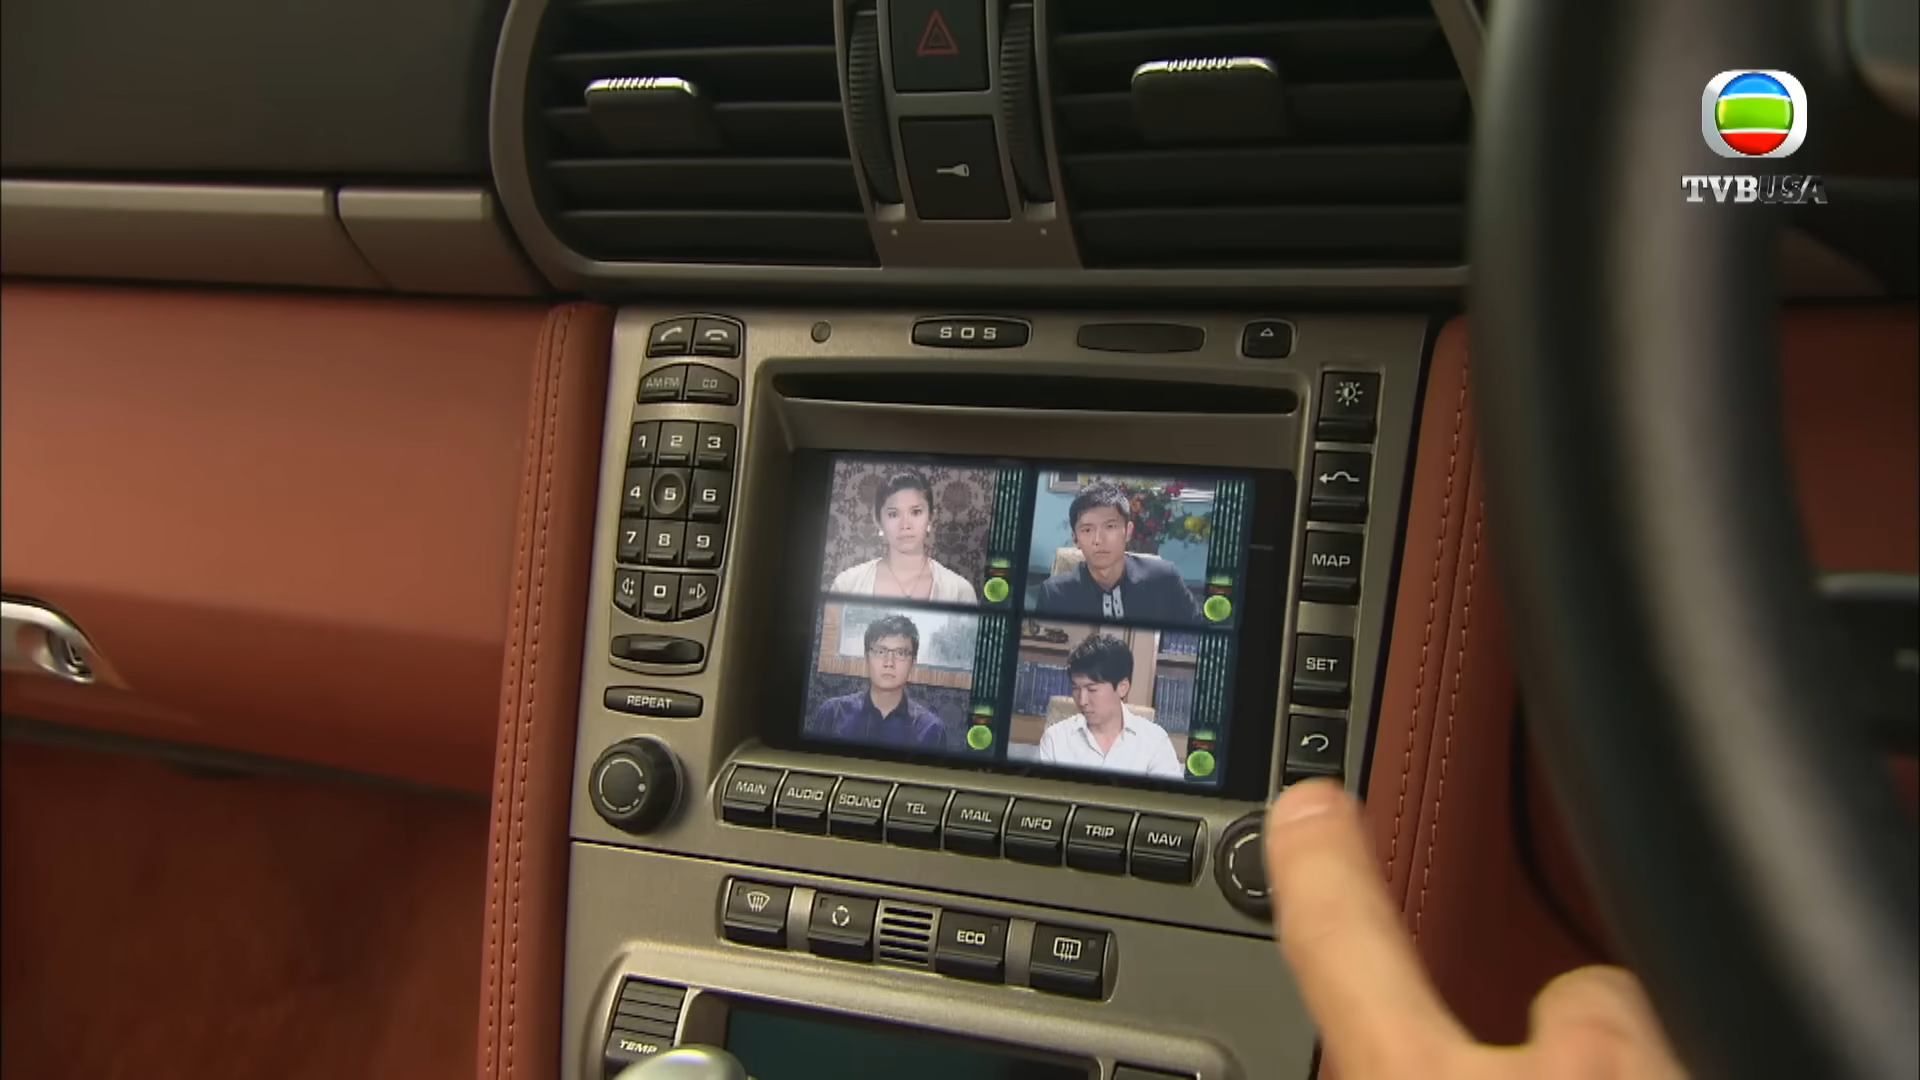 TVBUSA
SOS
AM FM CD
1 2 3
4 5 6
7 8 9
0
REPEAT
MAP
SET
MAIN AUDIO SOUND TEL MAIL INFO TRIP NAVI
ECO
TEMP